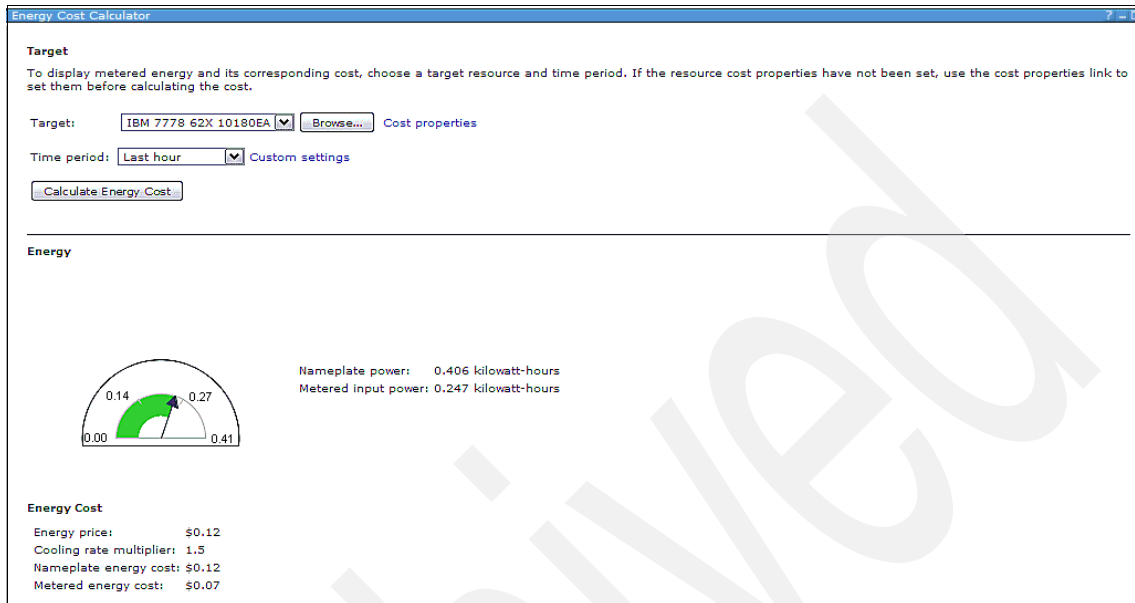 Energy Cost Calculator
Target
To display metered energy and its corresponding cost, choose a target resource and time period. If the resource cost properties have not been set, use the cost properties link to
set them before calculating the cost.
Target: IBM 7778 62X 10180EA Browse... Cost properties
Time period: Last hour Custom settings
Calculate Energy Cost
Energy
Nameplate power: 0.406 kilowatt-hours
Metered input power: 0.247 kilowatt-hours
0.14 0.27
0.00 0.41
Energy Cost
Energy price: $0.12
Cooling rate multiplier: 1.5
Nameplate energy cost: $0.12
Metered energy cost: $0.07